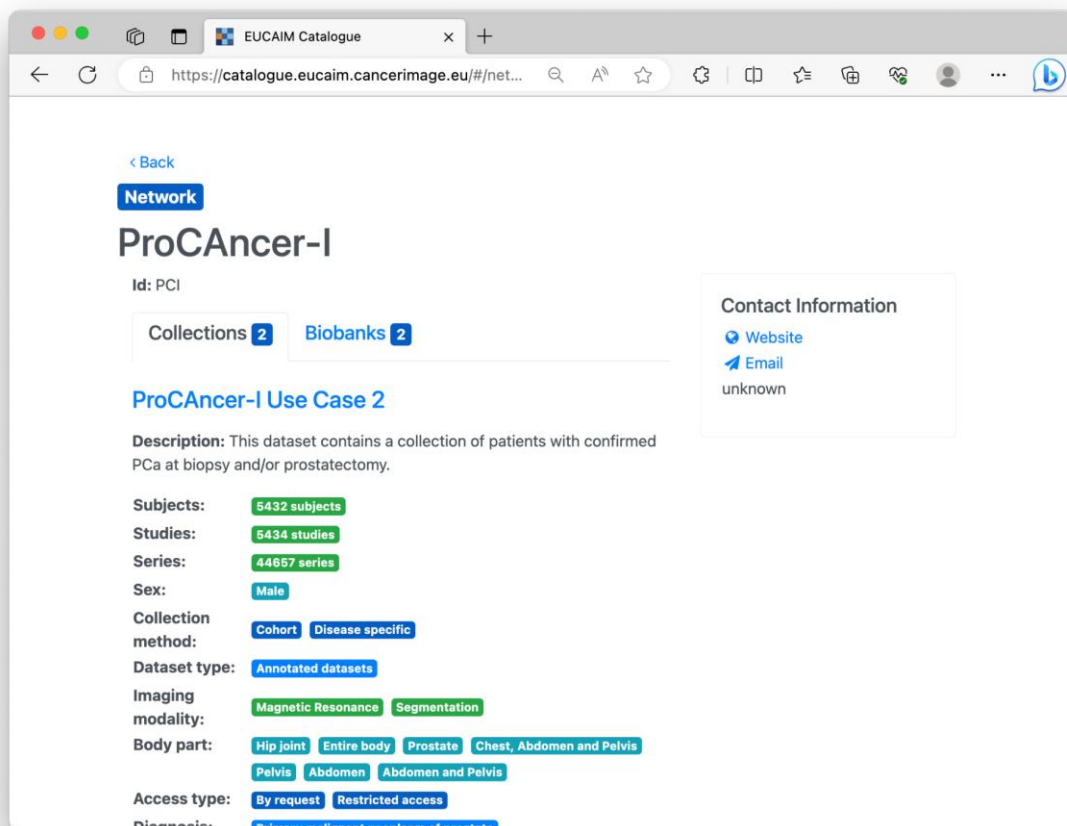 EUCAIM Catalogue
https://catalogue.eucaim.cancerimage.eu/#/net...
< Back
Network
ProCAncer-I
Id: PCI
Collections 2 Biobanks 2
Contact Information
Website
Email
unknown
ProCAncer-I Use Case 2
Description: This dataset contains a collection of patients with confirmed
PCa at biopsy and/or prostatectomy.
Subjects: 5432 subjects
Studies: 5434 studies
Series: 44657 series
Sex: Male
Collection
method: Cohort Disease specific
Dataset type: Annotated datasets
Imaging
modality: Magnetic Resonance Segmentation
Body part: Hip joint Entire body Prostate Chest, Abdomen and Pelvis
Pelvis Abdomen Abdomen and Pelvis
Access type: By request Restricted access
Diagnosis: